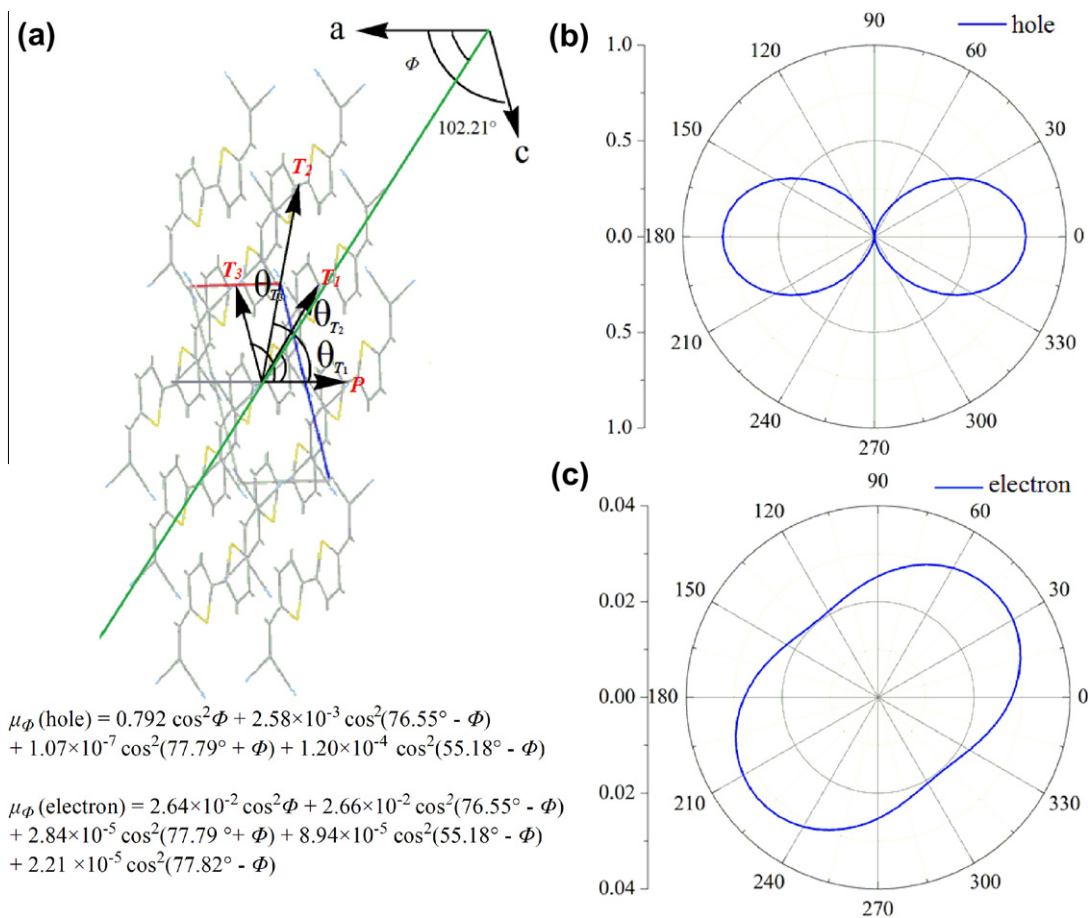 (a)
a
Φ
102.21°
c
T2
T3
θT3
T1
θT2
θT1
P
μΦ (hole) = 0.792 cos²Φ + 2.58×10⁻³ cos²(76.55° - Φ)
+ 1.07×10⁻⁷ cos²(77.79° + Φ) + 1.20×10⁻⁴ cos²(55.18° - Φ)
μΦ (electron) = 2.64×10⁻² cos²Φ + 2.66×10⁻² cos²(76.55° - Φ)
+ 2.84×10⁻⁵ cos²(77.79 °+ Φ) + 8.94×10⁻⁵ cos²(55.18° - Φ)
+ 2.21 ×10⁻⁵ cos²(77.82° - Φ)
(b)
hole
90
1.0
120
60
0.5
150
30
0.0
180
0
0.5
210
330
1.0
240
300
270
(c)
electron
90
0.04
120
60
0.02
150
30
0.00
180
0
0.02
210
330
0.04
240
300
270